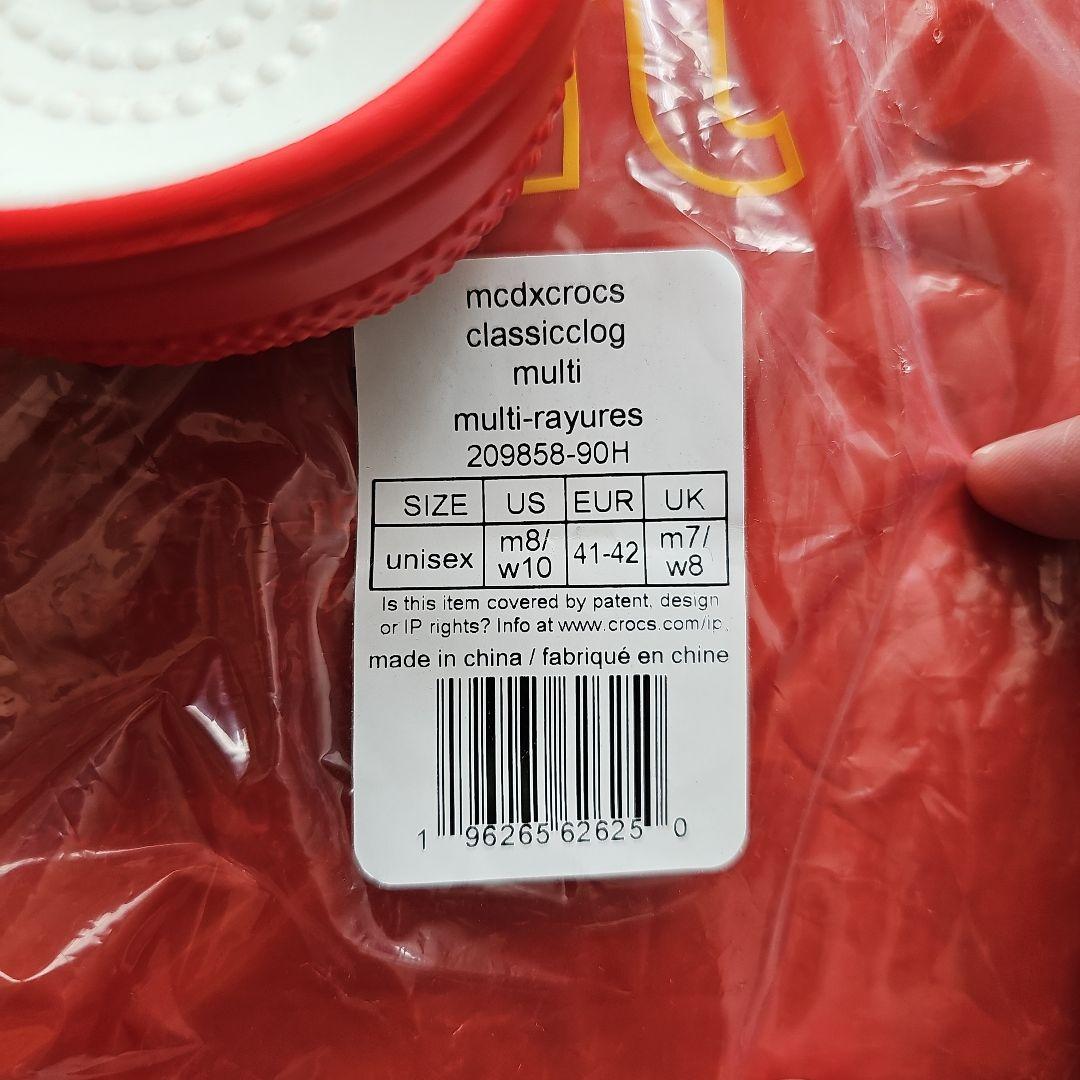 mcdxcrocs
classicclog
multi
multi-rayures
209858-90H
SIZE US EUR UK
unisex m8/ w10 41-42 m7/ w8
Is this item covered by patent, design
or IP rights? Info at www.crocs.com/ip.
made in china / fabriqué en chine
1 96265 62625 0